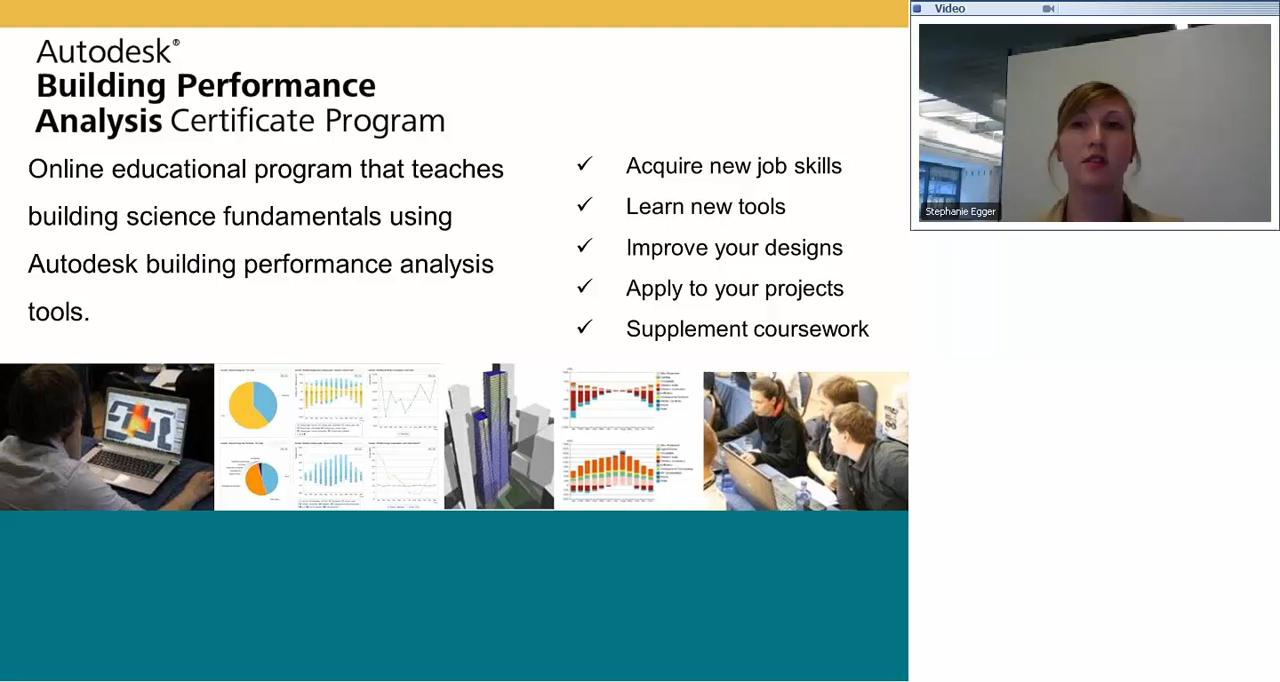 Autodesk®
Building Performance
Analysis Certificate Program
Online educational program that teaches
building science fundamentals using
Autodesk building performance analysis
tools.
✓ Acquire new job skills
✓ Learn new tools
✓ Improve your designs
✓ Apply to your projects
✓ Supplement coursework
Video
Stephanie Egger